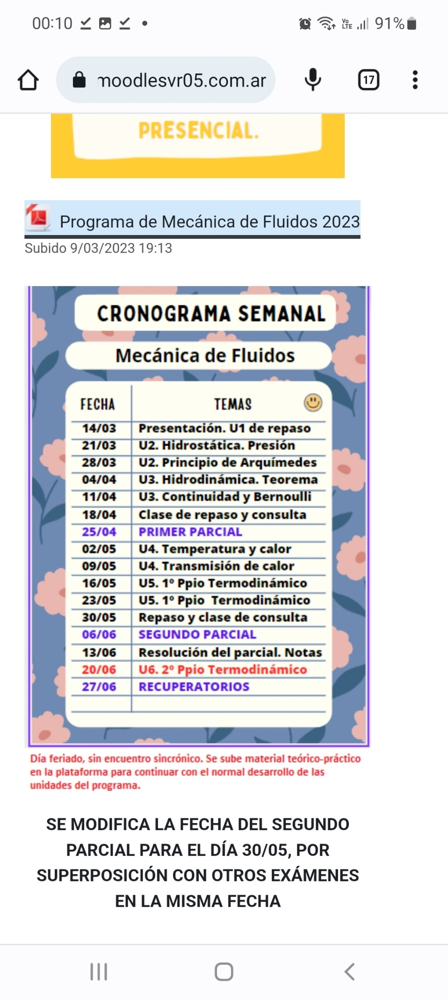 00:10
Vo
LTE
91%
moodlesvr05.com.ar
17
PRESENCIAL.
Programa de Mecánica de Fluidos 2023
Subido 9/03/2023 19:13
CRONOGRAMA SEMANAL
Mecánica de Fluidos
FECHA TEMAS
14/03 Presentación. U1 de repaso
21/03 U2. Hidrostática. Presión
28/03 U2. Principio de Arquímedes
04/04 U3. Hidrodinámica. Teorema
11/04 U3. Continuidad y Bernoulli
18/04 Clase de repaso y consulta
25/04 PRIMER PARCIAL
02/05 U4. Temperatura y calor
09/05 U4. Transmisión de calor
16/05 U5. 1º Ppio Termodinámico
23/05 U5. 1º Ppio Termodinámico
30/05 Repaso y clase de consulta
06/06 SEGUNDO PARCIAL
13/06 Resolución del parcial. Notas
20/06 U6. 2º Ppio Termodinámico
27/06 RECUPERATORIOS
Día feriado, sin encuentro sincrónico. Se sube material teórico-práctico
en la plataforma para continuar con el normal desarrollo de las
unidades del programa.
SE MODIFICA LA FECHA DEL SEGUNDO
PARCIAL PARA EL DÍA 30/05, POR
SUPERPOSICIÓN CON OTROS EXÁMENES
EN LA MISMA FECHA